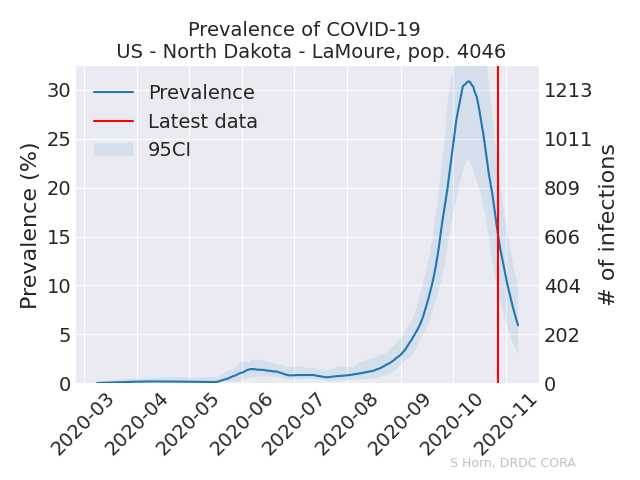 Prevalence of COVID-19
US - North Dakota - LaMoure, pop. 4046
Prevalence
Latest data
95CI
Prevalence (%)
30
25
20
15
10
5
0
1213
1011
809
606
404
202
0
# of infections
2020-03
2020-04
2020-05
2020-06
2020-07
2020-08
2020-09
2020-10
2020-11
S Horn, DRDC CORA